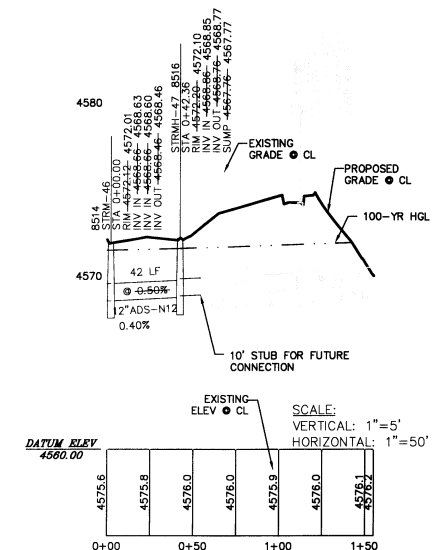 8514
STRM-46
STA 0+00.00
RIM 4572.12 4572.01
INV IN 4568.66 4568.63
INV IN 4568.66 4568.60
INV OUT 4568.46 4568.46
STRMH-47 8516
STA 0+42.36
RIM 4572.20 4572.10
INV IN 4568.86 4568.85
INV OUT 4568.76 4568.77
SUMP 4567.76 4567.77
4580
EXISTING
GRADE @ CL
PROPOSED
GRADE @ CL
100-YR HGL
4570
42 LF
@ 0.50%
12"ADS-N12
0.40%
10' STUB FOR FUTURE
CONNECTION
EXISTING
ELEV @ CL
SCALE:
VERTICAL: 1"=5'
HORIZONTAL: 1"=50'
DATUM ELEV
4560.00
4575.6
4575.8
4576.0
4576.0
4575.9
4576.0
4576.1
4576.2
0+00
0+50
1+00
1+50